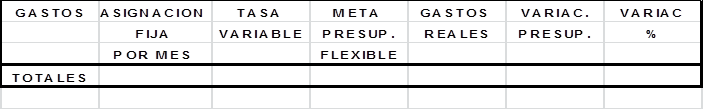 GASTOS ASIGNACION TASA META GASTOS VARIAC. VARIAC
FIJA VARIABLE PRESUP. REALES PRESUP. %
POR MES FLEXIBLE
TOTALES